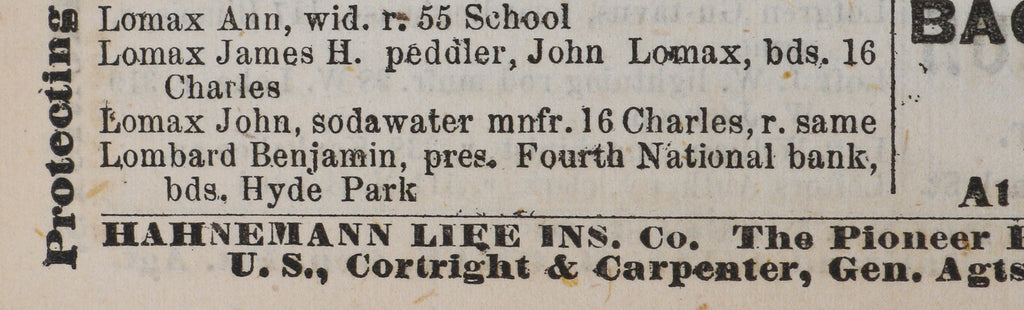 Lomax Ann, wid. r. 55 School
Lomax James H. peddler, John Lomax, bds. 16
Charles
Lomax John, sodawater mnfr. 16 Charles, r. same
Lombard Benjamin, pres. Fourth National bank,
bds. Hyde Park
HAHNEMANN LIFE INS. Co. The Pioneer
U. S., Cortright & Carpenter, Gen. Agts
Protecting
BAC
At